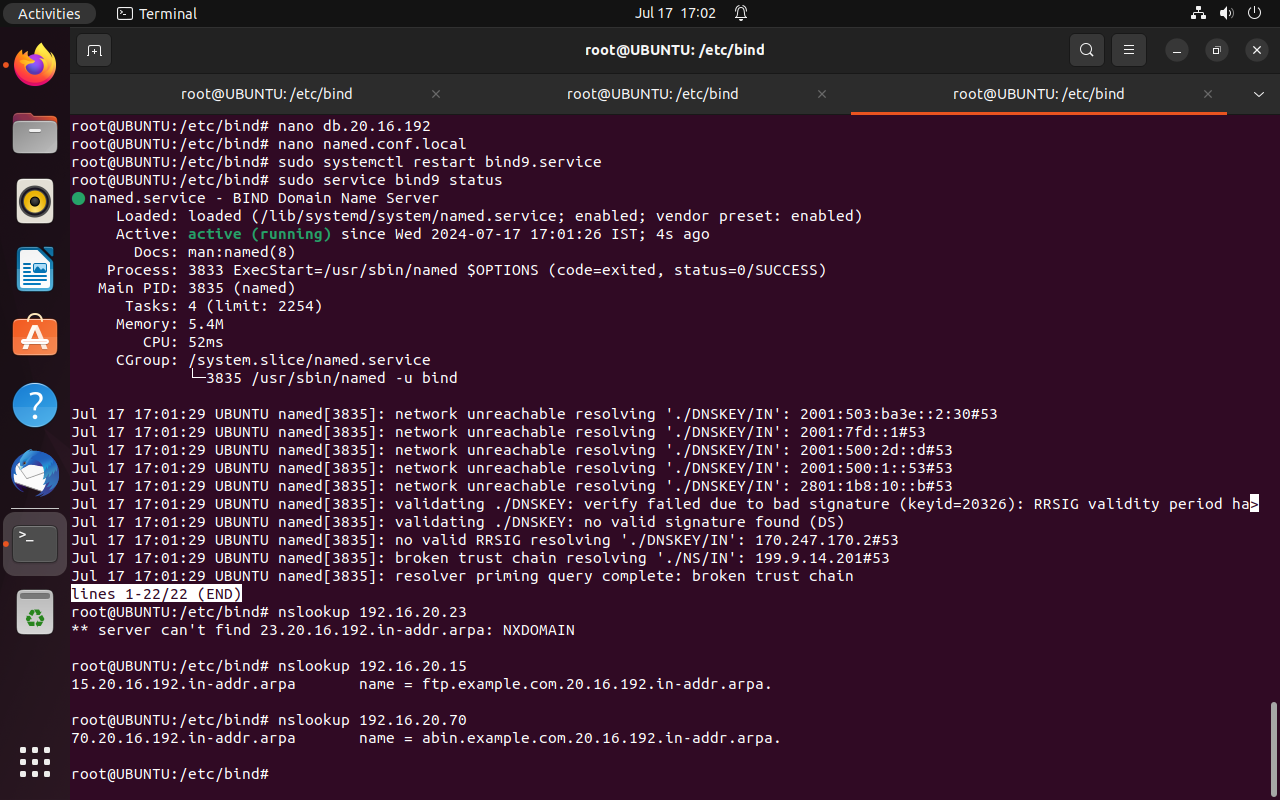 Activities
Terminal
Jul 17 17:02
root@UBUNTU: /etc/bind
root@UBUNTU: /etc/bind
root@UBUNTU: /etc/bind
root@UBUNTU: /etc/bind
root@UBUNTU:/etc/bind# nano db.20.16.192
root@UBUNTU:/etc/bind# nano named.conf.local
root@UBUNTU:/etc/bind# sudo systemctl restart bind9.service
root@UBUNTU:/etc/bind# sudo service bind9 status
● named.service - BIND Domain Name Server
     Loaded: loaded (/lib/systemd/system/named.service; enabled; vendor preset: enabled)
     Active: active (running) since Wed 2024-07-17 17:01:26 IST; 4s ago
       Docs: man:named(8)
    Process: 3833 ExecStart=/usr/sbin/named $OPTIONS (code=exited, status=0/SUCCESS)
   Main PID: 3835 (named)
      Tasks: 4 (limit: 2254)
     Memory: 5.4M
        CPU: 52ms
     CGroup: /system.slice/named.service
             └─3835 /usr/sbin/named -u bind
Jul 17 17:01:29 UBUNTU named[3835]: network unreachable resolving './DNSKEY/IN': 2001:503:ba3e::2:30#53
Jul 17 17:01:29 UBUNTU named[3835]: network unreachable resolving './DNSKEY/IN': 2001:7fd::1#53
Jul 17 17:01:29 UBUNTU named[3835]: network unreachable resolving './DNSKEY/IN': 2001:500:2d::d#53
Jul 17 17:01:29 UBUNTU named[3835]: network unreachable resolving './DNSKEY/IN': 2001:500:1::53#53
Jul 17 17:01:29 UBUNTU named[3835]: network unreachable resolving './DNSKEY/IN': 2801:1b8:10::b#53
Jul 17 17:01:29 UBUNTU named[3835]: validating ./DNSKEY: verify failed due to bad signature (keyid=20326): RRSIG validity period ha>
Jul 17 17:01:29 UBUNTU named[3835]: validating ./DNSKEY: no valid signature found (DS)
Jul 17 17:01:29 UBUNTU named[3835]: no valid RRSIG resolving './DNSKEY/IN': 170.247.170.2#53
Jul 17 17:01:29 UBUNTU named[3835]: broken trust chain resolving './NS/IN': 199.9.14.201#53
Jul 17 17:01:29 UBUNTU named[3835]: resolver priming query complete: broken trust chain
lines 1-22/22 (END)
root@UBUNTU:/etc/bind# nslookup 192.16.20.23
** server can't find 23.20.16.192.in-addr.arpa: NXDOMAIN
root@UBUNTU:/etc/bind# nslookup 192.16.20.15
15.20.16.192.in-addr.arpa       name = ftp.example.com.20.16.192.in-addr.arpa.
root@UBUNTU:/etc/bind# nslookup 192.16.20.70
70.20.16.192.in-addr.arpa       name = abin.example.com.20.16.192.in-addr.arpa.
root@UBUNTU:/etc/bind#